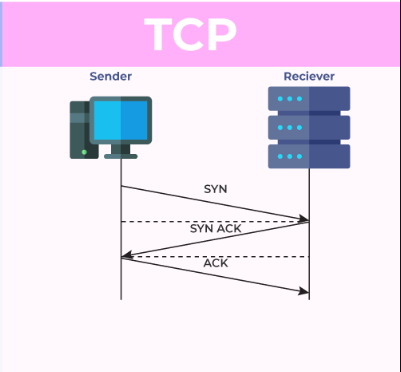 TCP
Sender
Reciever
SYN
SYN ACK
ACK